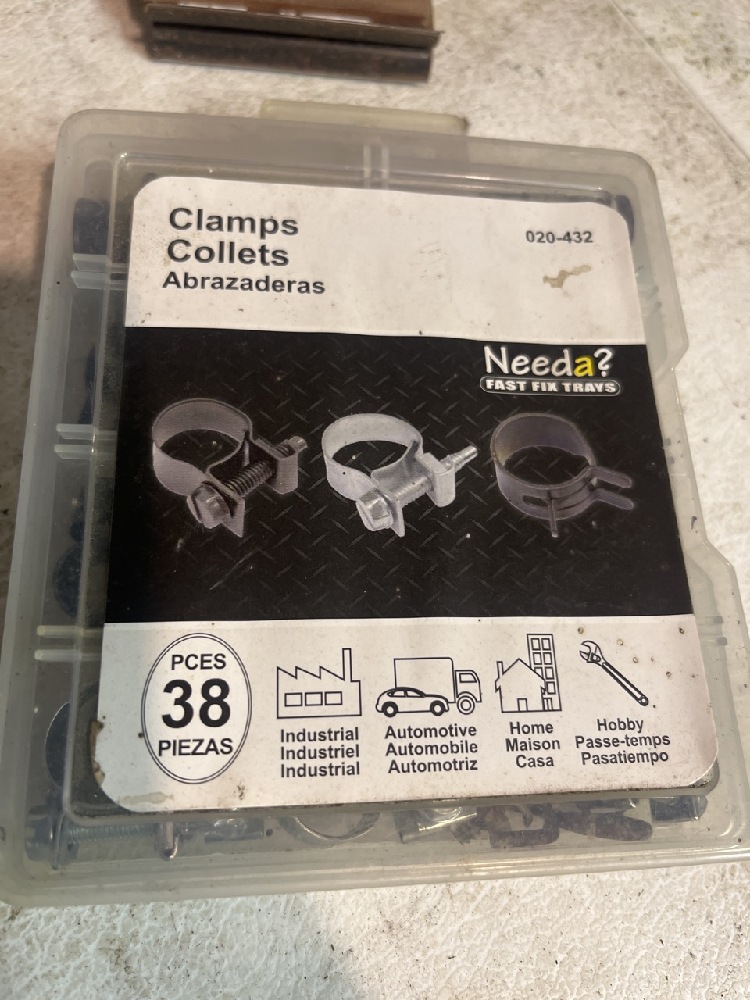 Clamps
Collets
Abrazaderas
020-432
Needa?
FAST FIX TRAYS
PCES
38
PIEZAS
Industrial
Industriel
Industrial
Automotive
Automobile
Automotriz
Home
Maison
Casa
Hobby
Passe-temps
Pasatiempo